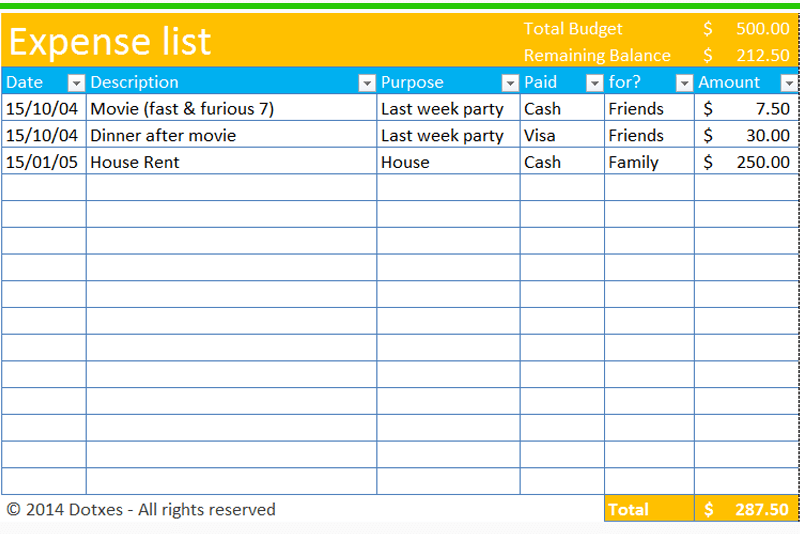 Expense list
Total Budget $ 500.00
Remaining Balance $ 212.50
Date Description Purpose Paid for? Amount
15/10/04 Movie (fast & furious 7) Last week party Cash Friends $ 7.50
15/10/04 Dinner after movie Last week party Visa Friends $ 30.00
15/01/05 House Rent House Cash Family $ 250.00
© 2014 Dotxes - All rights reserved Total $ 287.50